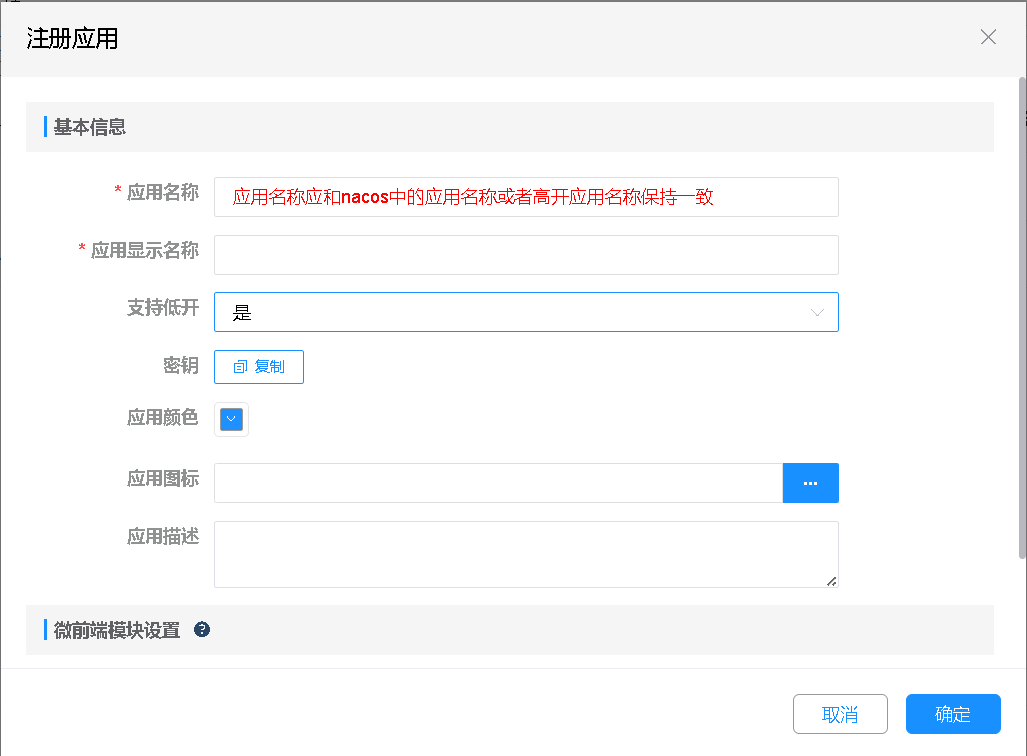 注册应用
基本信息
* 应用名称
应用名称应和nacos中的应用名称或者高开应用名称保持一致
* 应用显示名称
支持低开
是
密钥
复制
应用颜色
应用图标
...
应用描述
微前端模块设置 ?
取消
确定